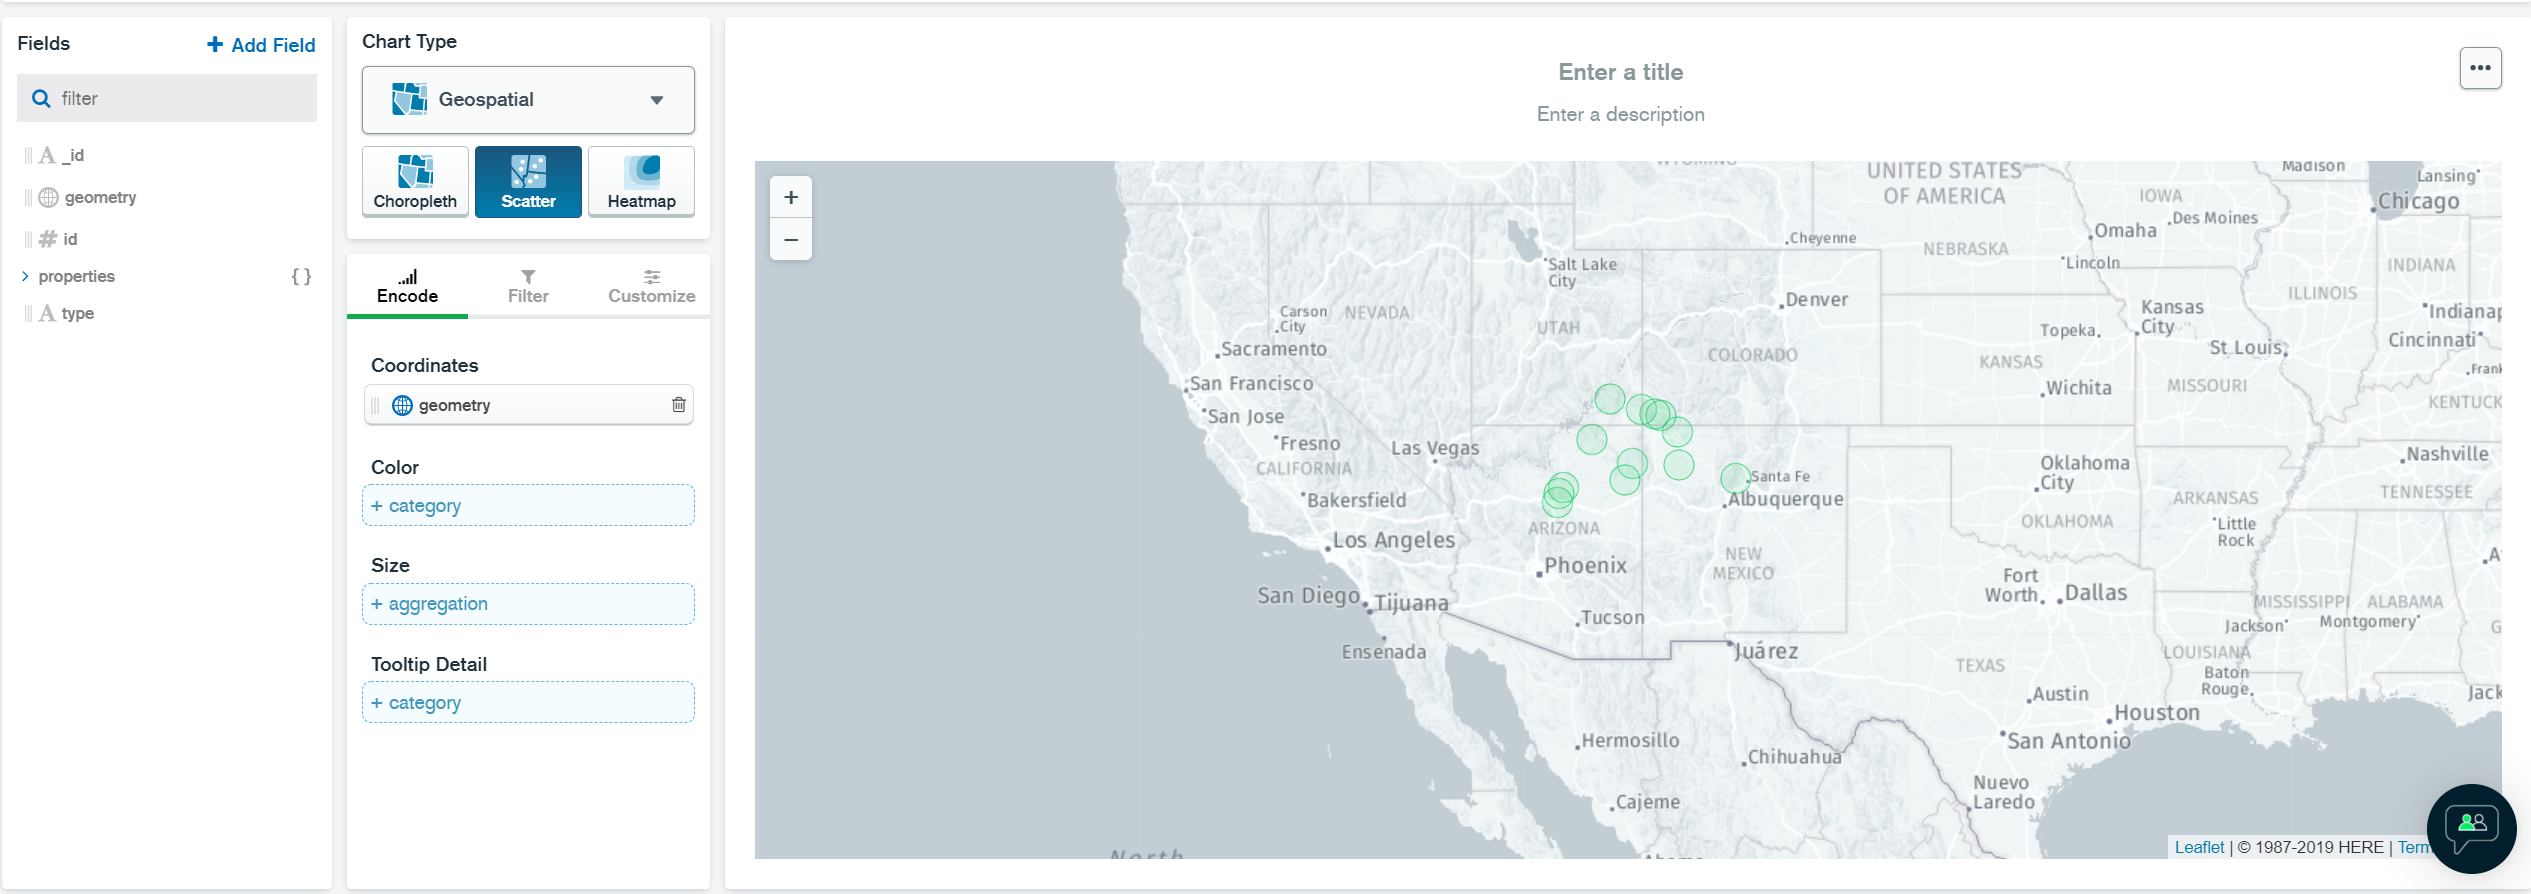 Fields
+ Add Field
filter
_id
geometry
id
properties
{ }
type
Chart Type
Geospatial
Choropleth
Scatter
Heatmap
Encode
Filter
Customize
Coordinates
geometry
Color
+ category
Size
+ aggregation
Tooltip Detail
+ category
Enter a title
Enter a description
+
−
UNITED STATES
OF AMERICA
Madison
Lansing
Chicago
IOWA
Des Moines
Omaha
Cheyenne
NEBRASKA
Lincoln
Salt Lake
City
INDIANA
ILLINOIS
Denver
Carson
City
NEVADA
UTAH
Kansas
City
Indianap
Topeka
Cincinnati
Sacramento
COLORADO
KANSAS
St Louis
San Francisco
Wichita
MISSOURI
Frank
San Jose
KENTUCK
Fresno
Las Vegas
CALIFORNIA
Nashville
Oklahoma
City
Santa Fe
Bakersfield
Albuquerque
ARKANSAS
TENNESSEE
ARIZONA
OKLAHOMA
Little
Rock
Los Angeles
Phoenix
NEW
MEXICO
Fort
Worth
Dallas
San Diego
Tijuana
MISSISSIPPI
ALABAMA
Tucson
Jackson
Montgomery
Ensenada
Juárez
TEXAS
LOUISIANA
Baton
Rouge
Austin
Jack
Houston
Hermosillo
San Antonio
Chihuahua
Nuevo
Laredo
Cajeme
North
Leaflet | © 1987-2019 HERE | Term